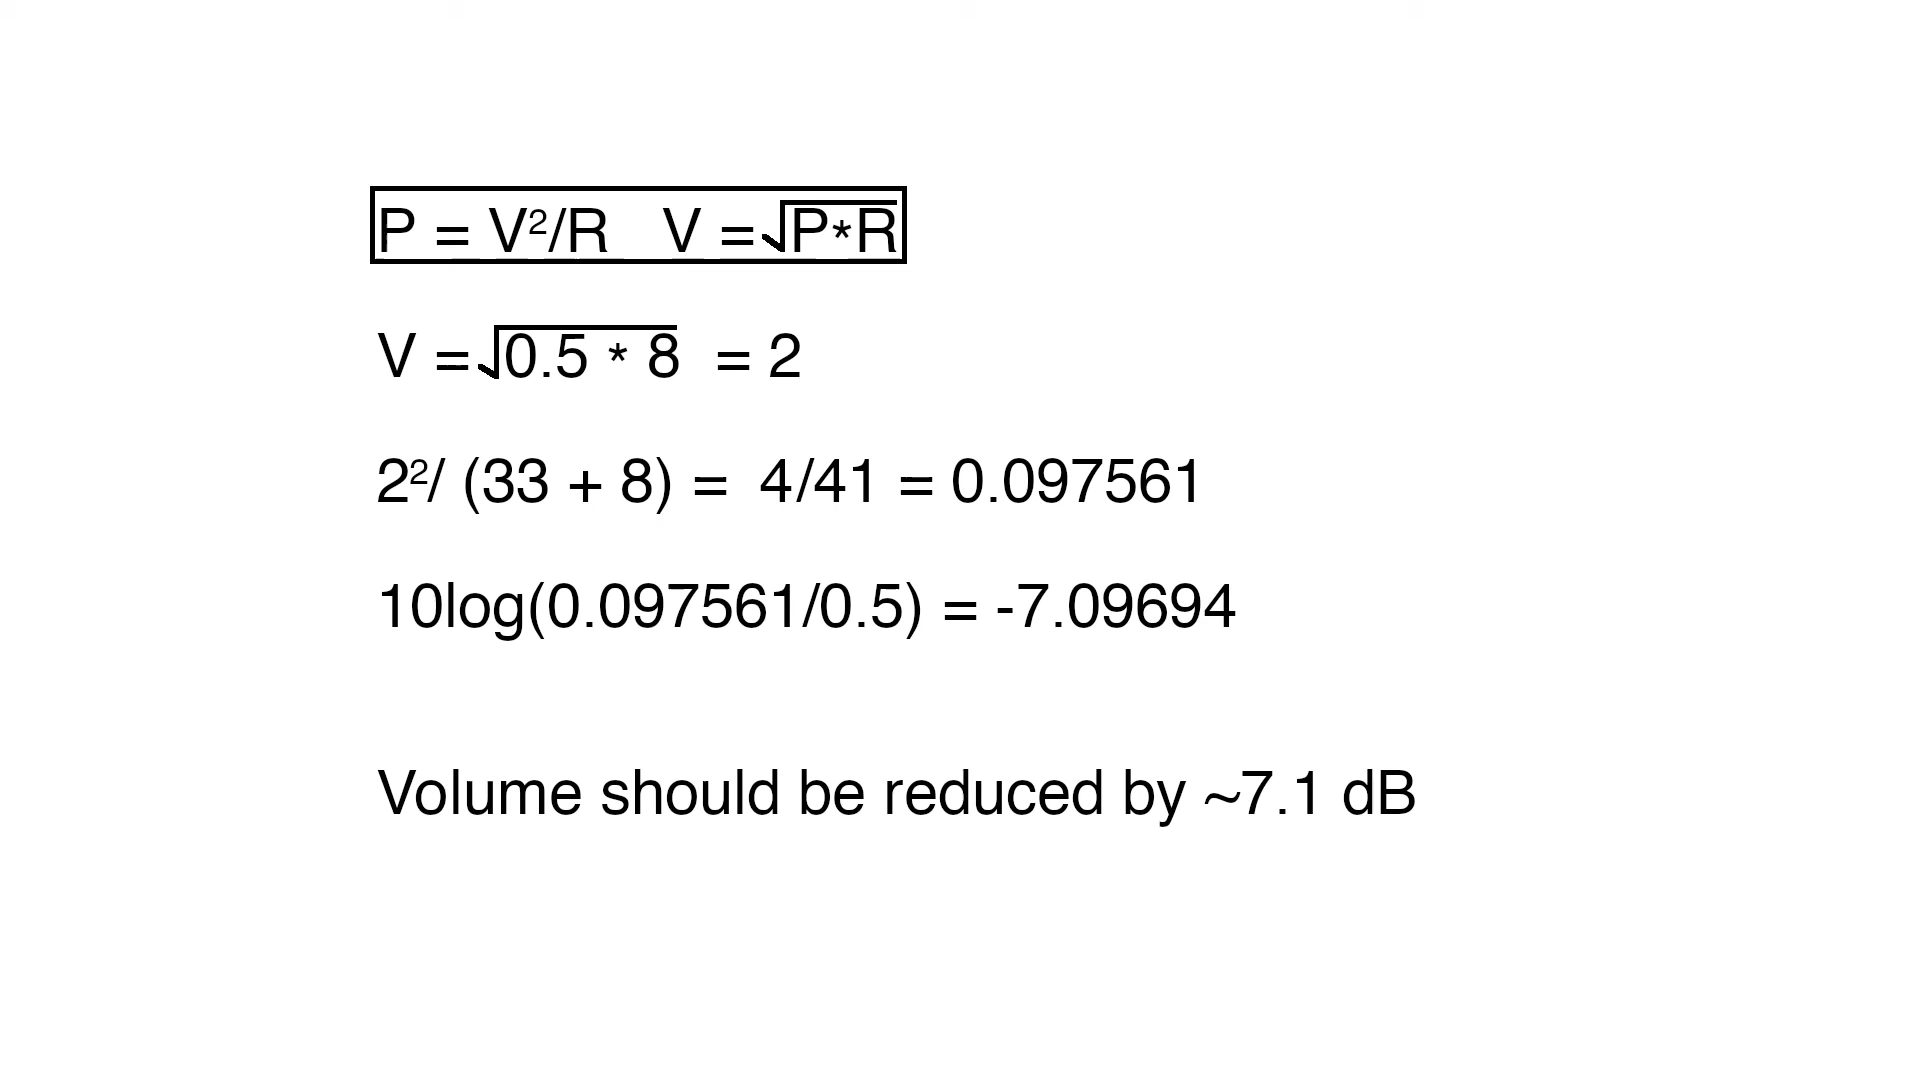 P = V²/R V = √P*R
V = √0.5 * 8 = 2
2²/ (33 + 8) = 4/41 = 0.097561
10log(0.097561/0.5) = -7.09694
Volume should be reduced by ~7.1 dB